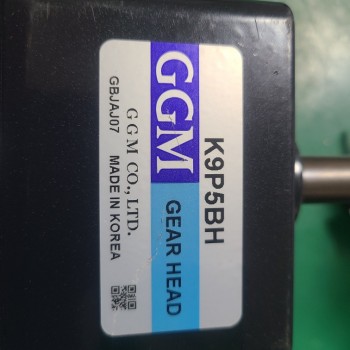 K9P5BH
GGM
GEAR HEAD
G G M CO., LTD.
GBJAJ07 MADE IN KOREA